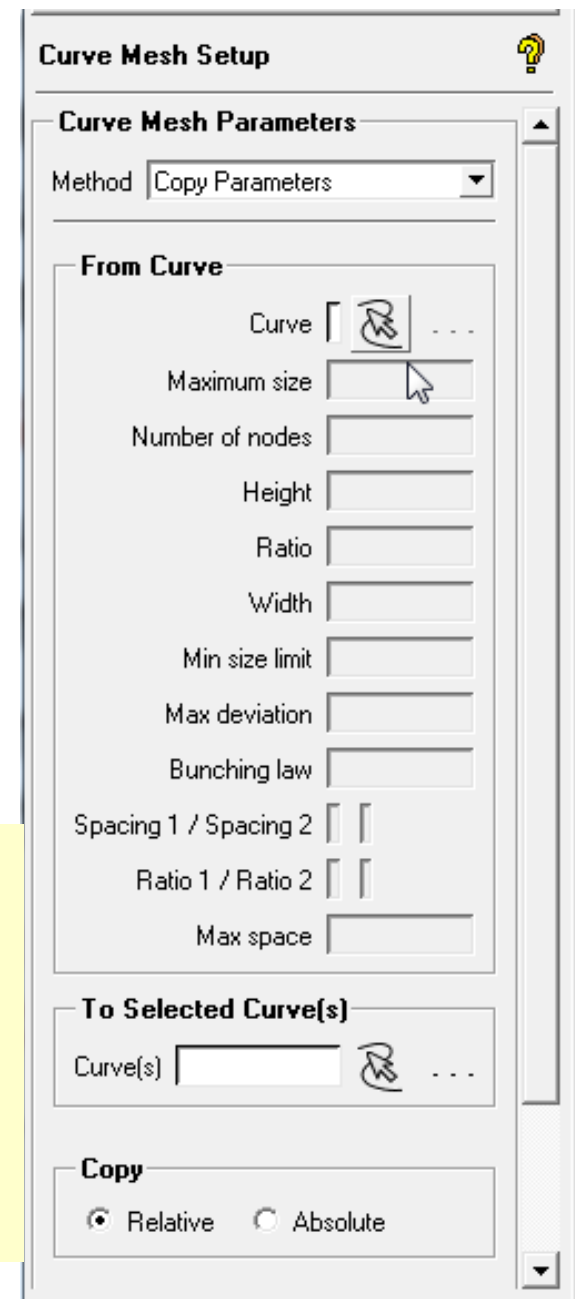 Curve Mesh Setup
Curve Mesh Parameters
Method Copy Parameters
From Curve
Curve ...
Maximum size
Number of nodes
Height
Ratio
Width
Min size limit
Max deviation
Bunching law
Spacing 1 / Spacing 2
Ratio 1 / Ratio 2
Max space
To Selected Curve(s)
Curve(s) ...
Copy
Relative Absolute